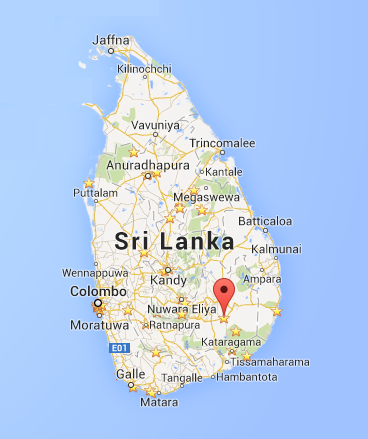 Jaffna
Kilinochchi
Vavuniya
Trincomalee
Anuradhapura
Kantale
Puttalam
Megaswewa
Batticaloa
Sri Lanka
Kalmunai
Wennappuwa
Ampara
Kandy
Colombo
Nuwara Eliya
Moratuwa
Ratnapura
Kataragama
E01
Tissamaharama
Galle
Tangalle
Hambantota
Matara